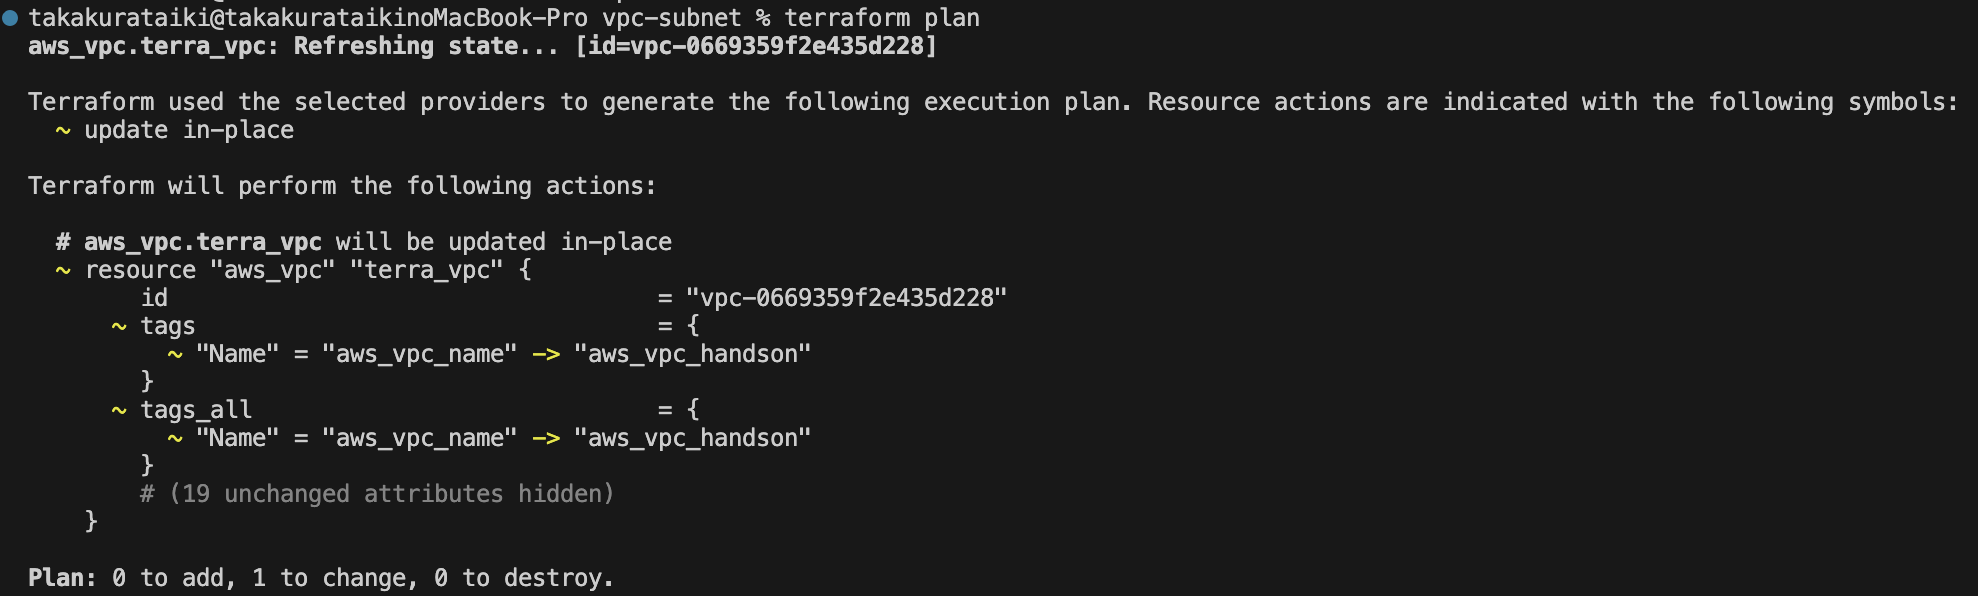 takakurataiki@takakurataikinoMacBook-Pro vpc-subnet % terraform plan
aws_vpc.terra_vpc: Refreshing state... [id=vpc-0669359f2e435d228]
Terraform used the selected providers to generate the following execution plan. Resource actions are indicated with the following symbols:
  ~ update in-place
Terraform will perform the following actions:
  # aws_vpc.terra_vpc will be updated in-place
  ~ resource "aws_vpc" "terra_vpc" {
        id                                   = "vpc-0669359f2e435d228"
      ~ tags                                 = {
          ~ "Name" = "aws_vpc_name" -> "aws_vpc_handson"
        }
      ~ tags_all                             = {
          ~ "Name" = "aws_vpc_name" -> "aws_vpc_handson"
        }
        # (19 unchanged attributes hidden)
    }
Plan: 0 to add, 1 to change, 0 to destroy.